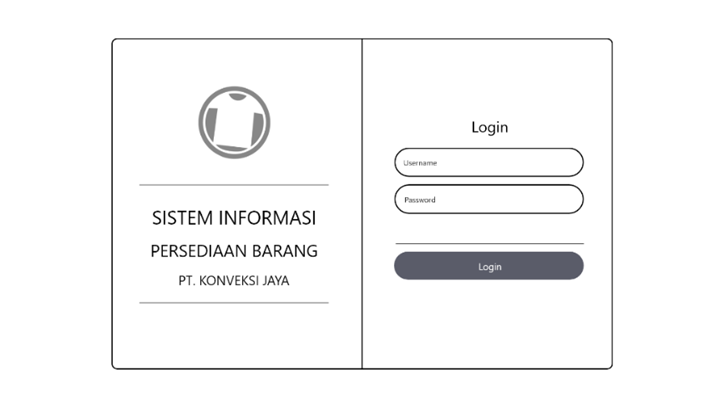 SISTEM INFORMASI
PERSEDIAAN BARANG
PT. KONVEKSI JAYA
Login
Username
Password
Login